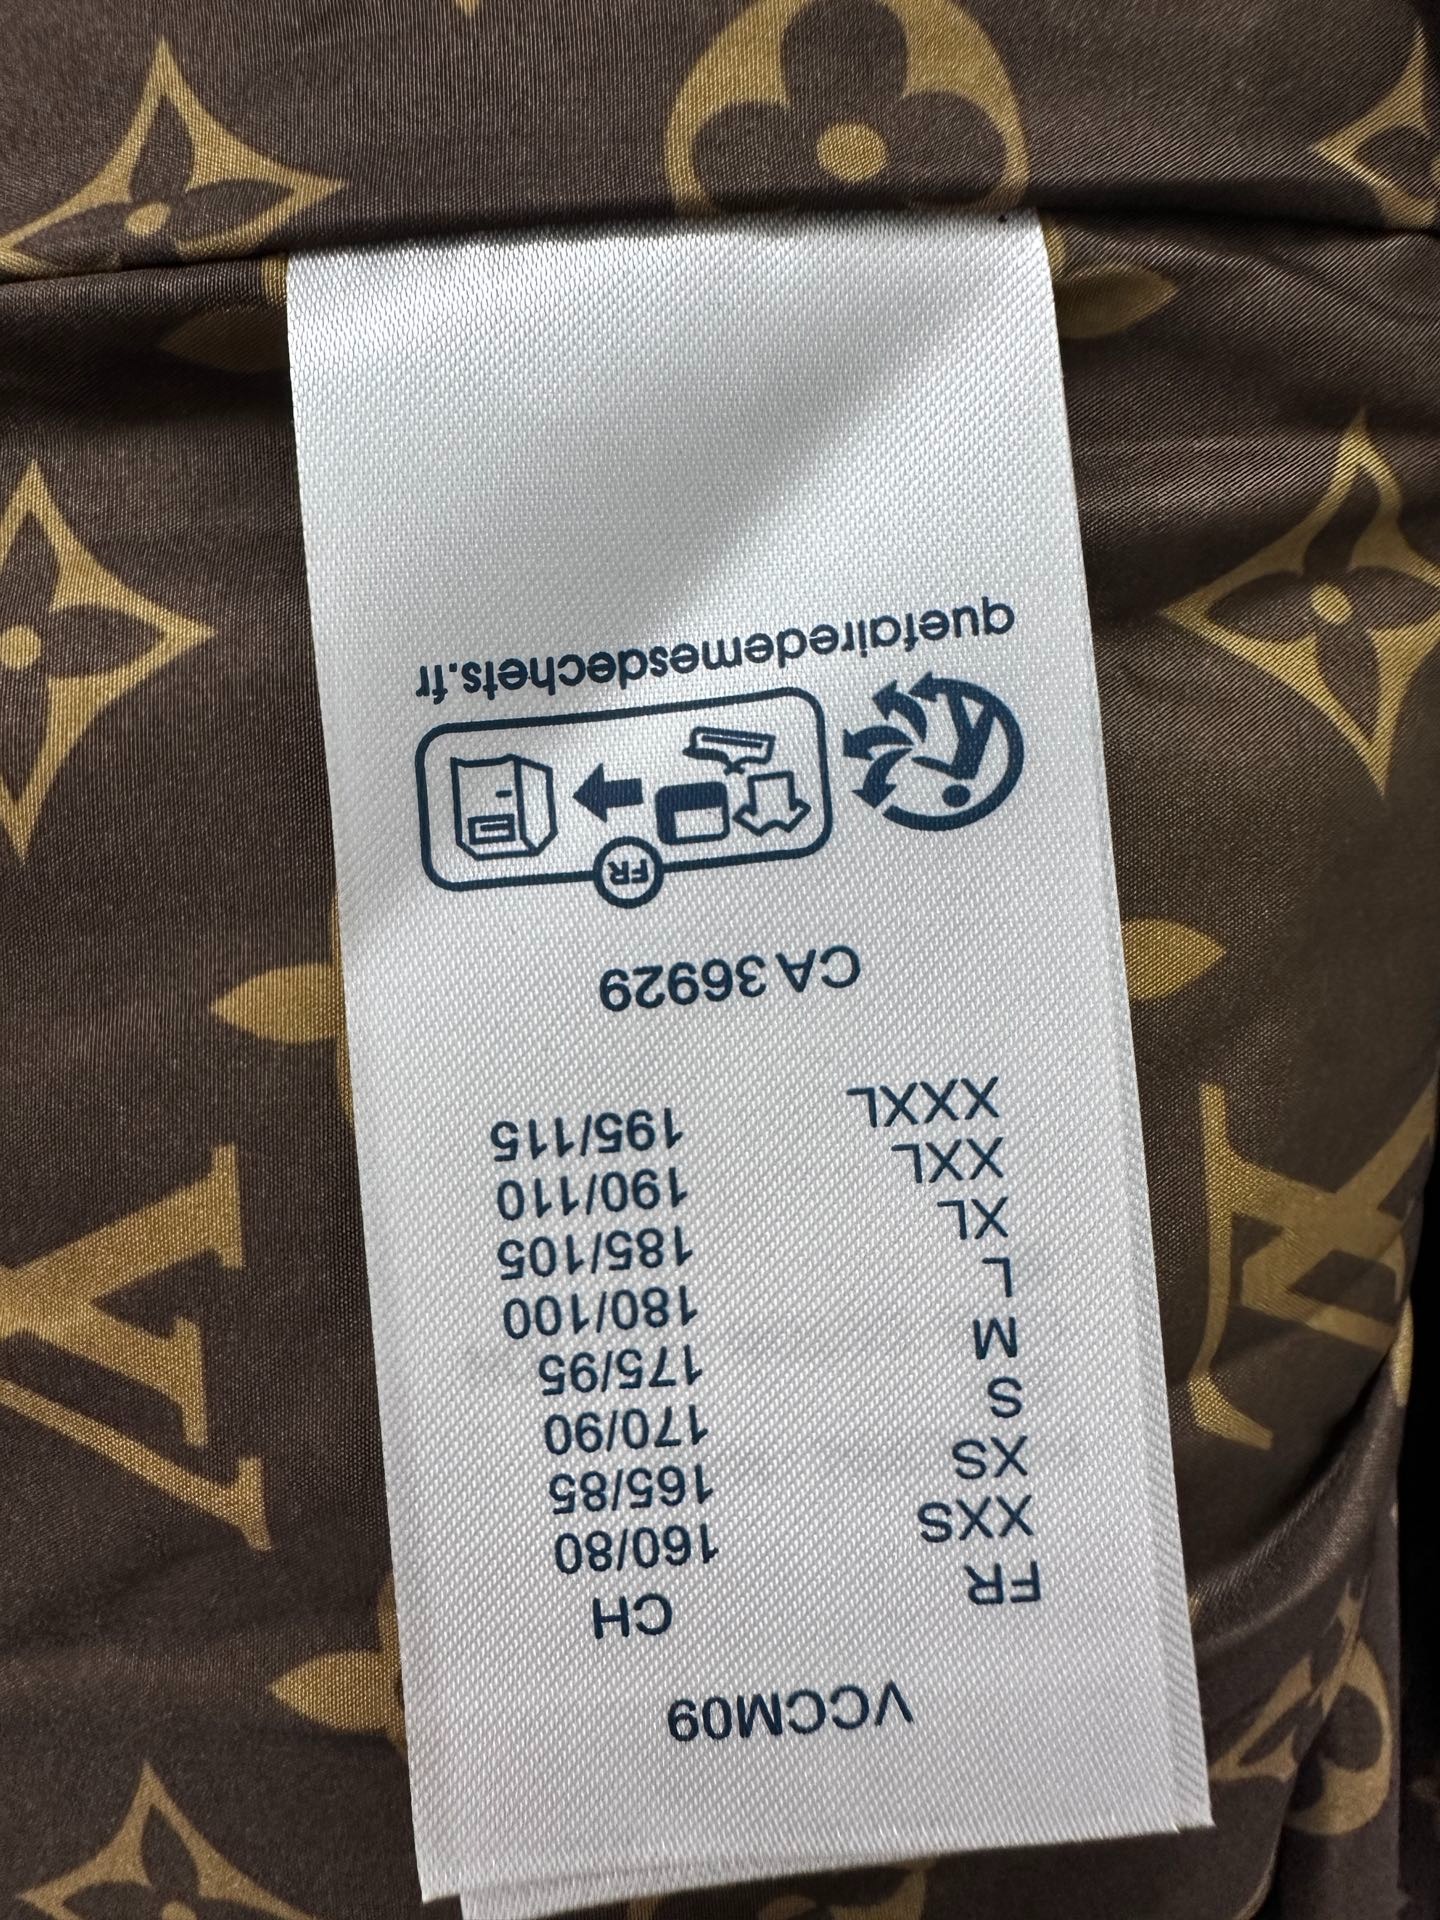 VCCM09
FR CH
XXS 160/80
XS 165/85
S 170/90
M 175/95
L 180/100
XL 185/105
XXL 190/110
XXXL 195/115
CA 36929
FR
quefairedemesdechets.fr